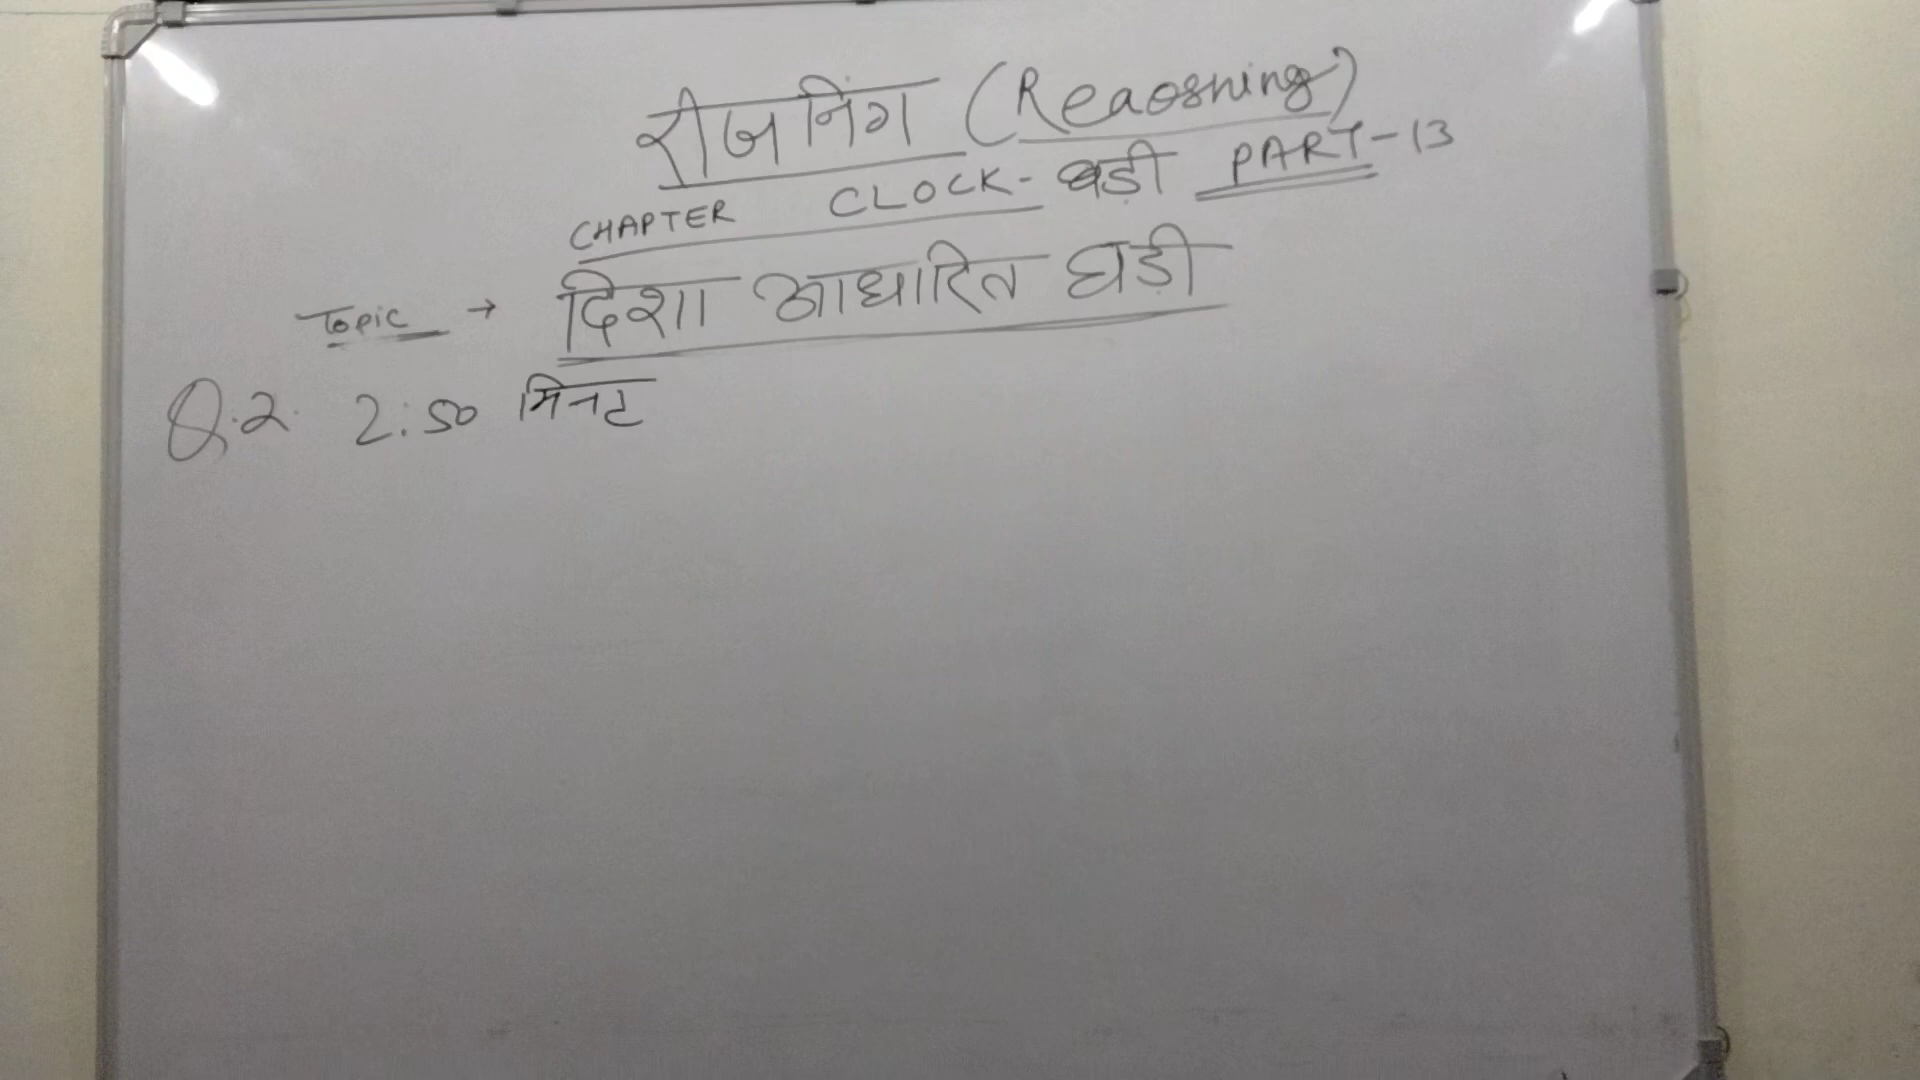 रीजनिंग (Reaosning)
CHAPTER CLOCK- घड़ी PART-13
Topic → दिशा आधारित घड़ी
Q.2. 2:50 मिनट